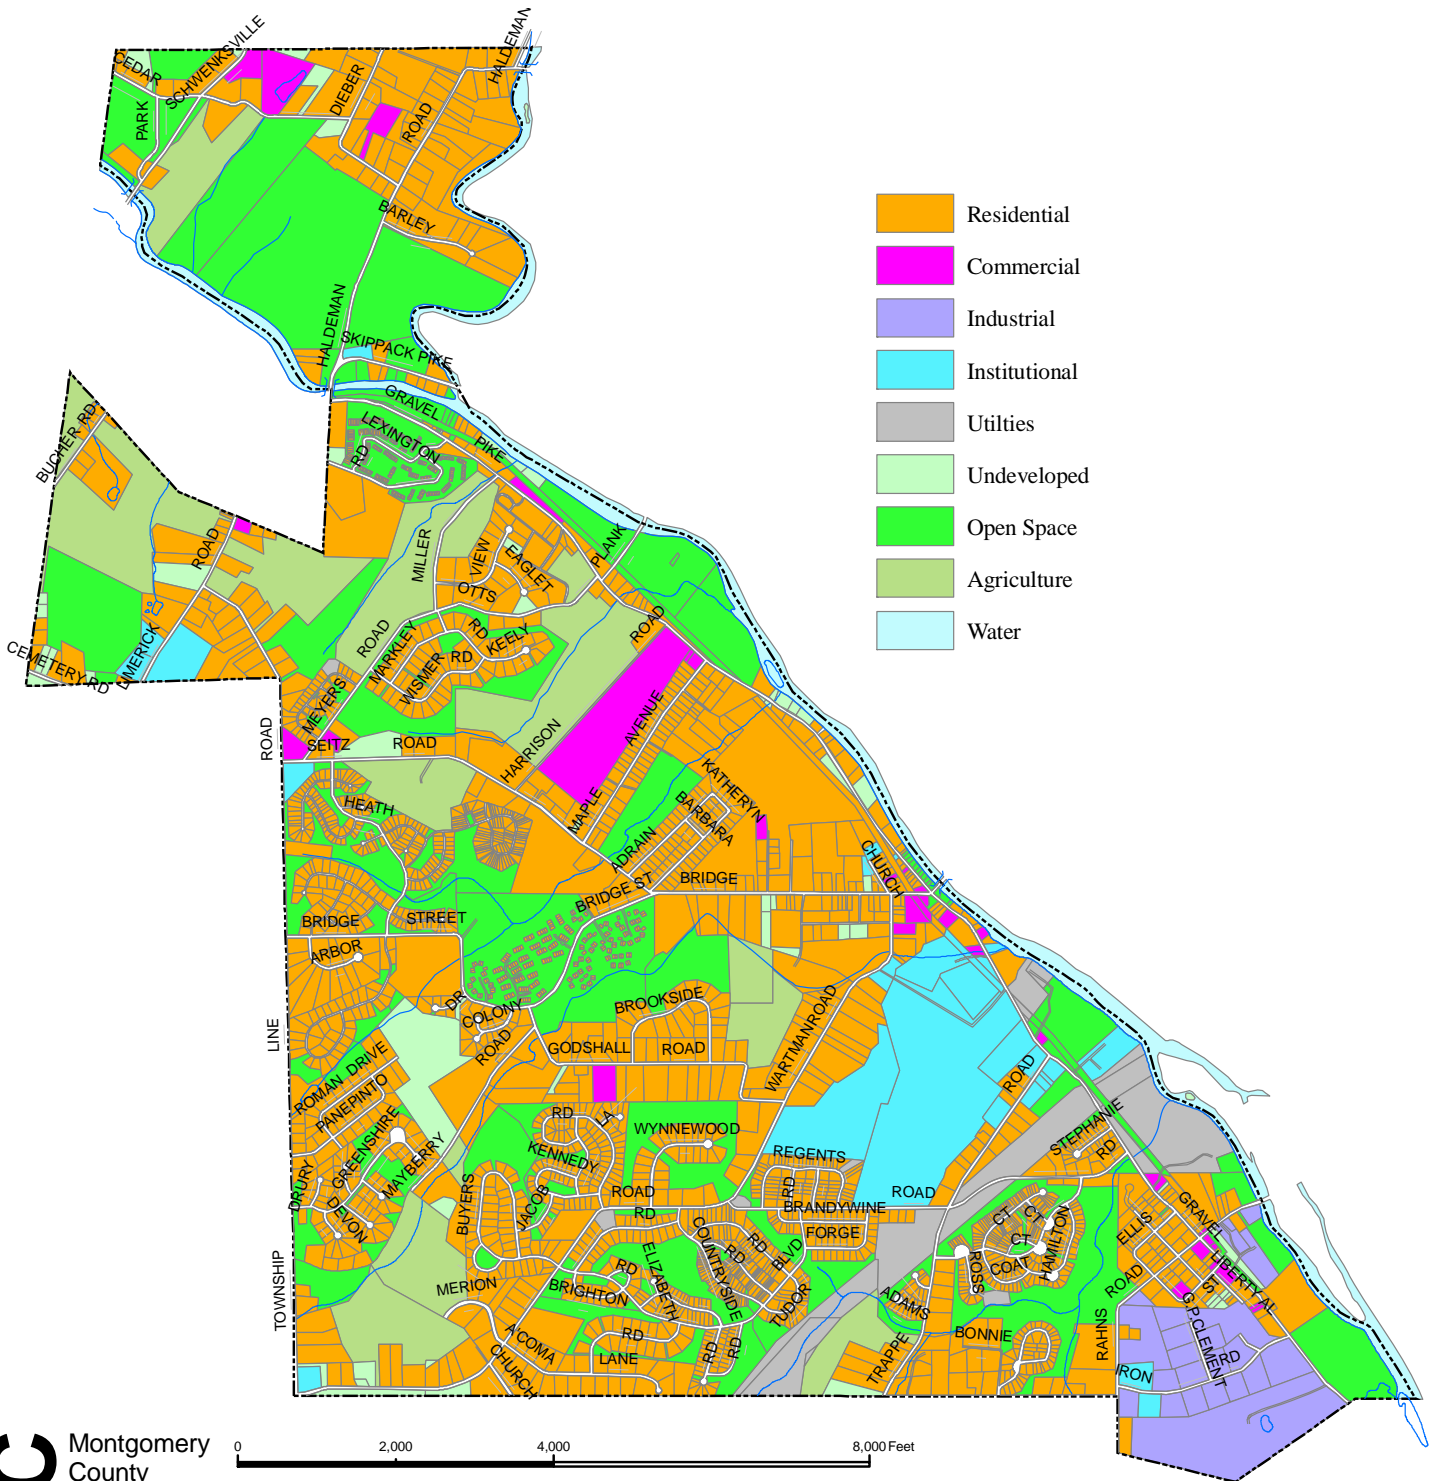 HALDEMAN
SCHWENKSVILLE
CEDAR
PARK
DIEBER
ROAD
BARLEY
HALDEMAN
SKIPPACK PIKE
GRAVEL
PIKE
LEXINGTON
RD
BUCHER RD
ROAD
LIMERICK
CEMETERY RD
MILLER
VIEW
EAGLET
OTTS
PLANK
ROAD
ROAD
MARKLEY
RD
KEELY
RD
WISMER
MEYERS
SEITZ
ROAD
ROAD
HARRISON
AVENUE
MAPLE
KATHERYN
BARBARA
ADRAIN
HEATH
BRIDGE ST
BRIDGE
CHURCH
BRIDGE
STREET
ARBOR
DR
COLONY
ROAD
BROOKSIDE
GODSHALL
ROAD
WARTMANROAD
LINE
ROMAN DRIVE
PANEPINTO
GREENSHIRE
MAYBERRY
DRURY
DEVON
RD
LA
KENNEDY
WYNNEWOOD
BUYERS
JACOB
ROAD
RD
REGENTS
RD
ROAD
BRANDYWINE
FORGE
ROAD
STEPHANIE
RD
COUNTRYSIDE
RD
RD
BLVD
TUDOR
ELIZABETH
RD
BRIGHTON
MERION
A'COMA
RD
LANE
RD
RD
CHURCH
TOWNSHIP
CT
CT
CT
COAT
HAMILTON
ROSS
ADAMS
TRAPPE
BONNIE
RAHNS
ROAD
ELLIS
GRAVEL
LIBERTY AL
ST
G.P.CLEMENT
RD
IRON
Residential
Commercial
Industrial
Institutional
Utilties
Undeveloped
Open Space
Agriculture
Water
C
Montgomery
County
0 2,000 4,000 8,000 Feet